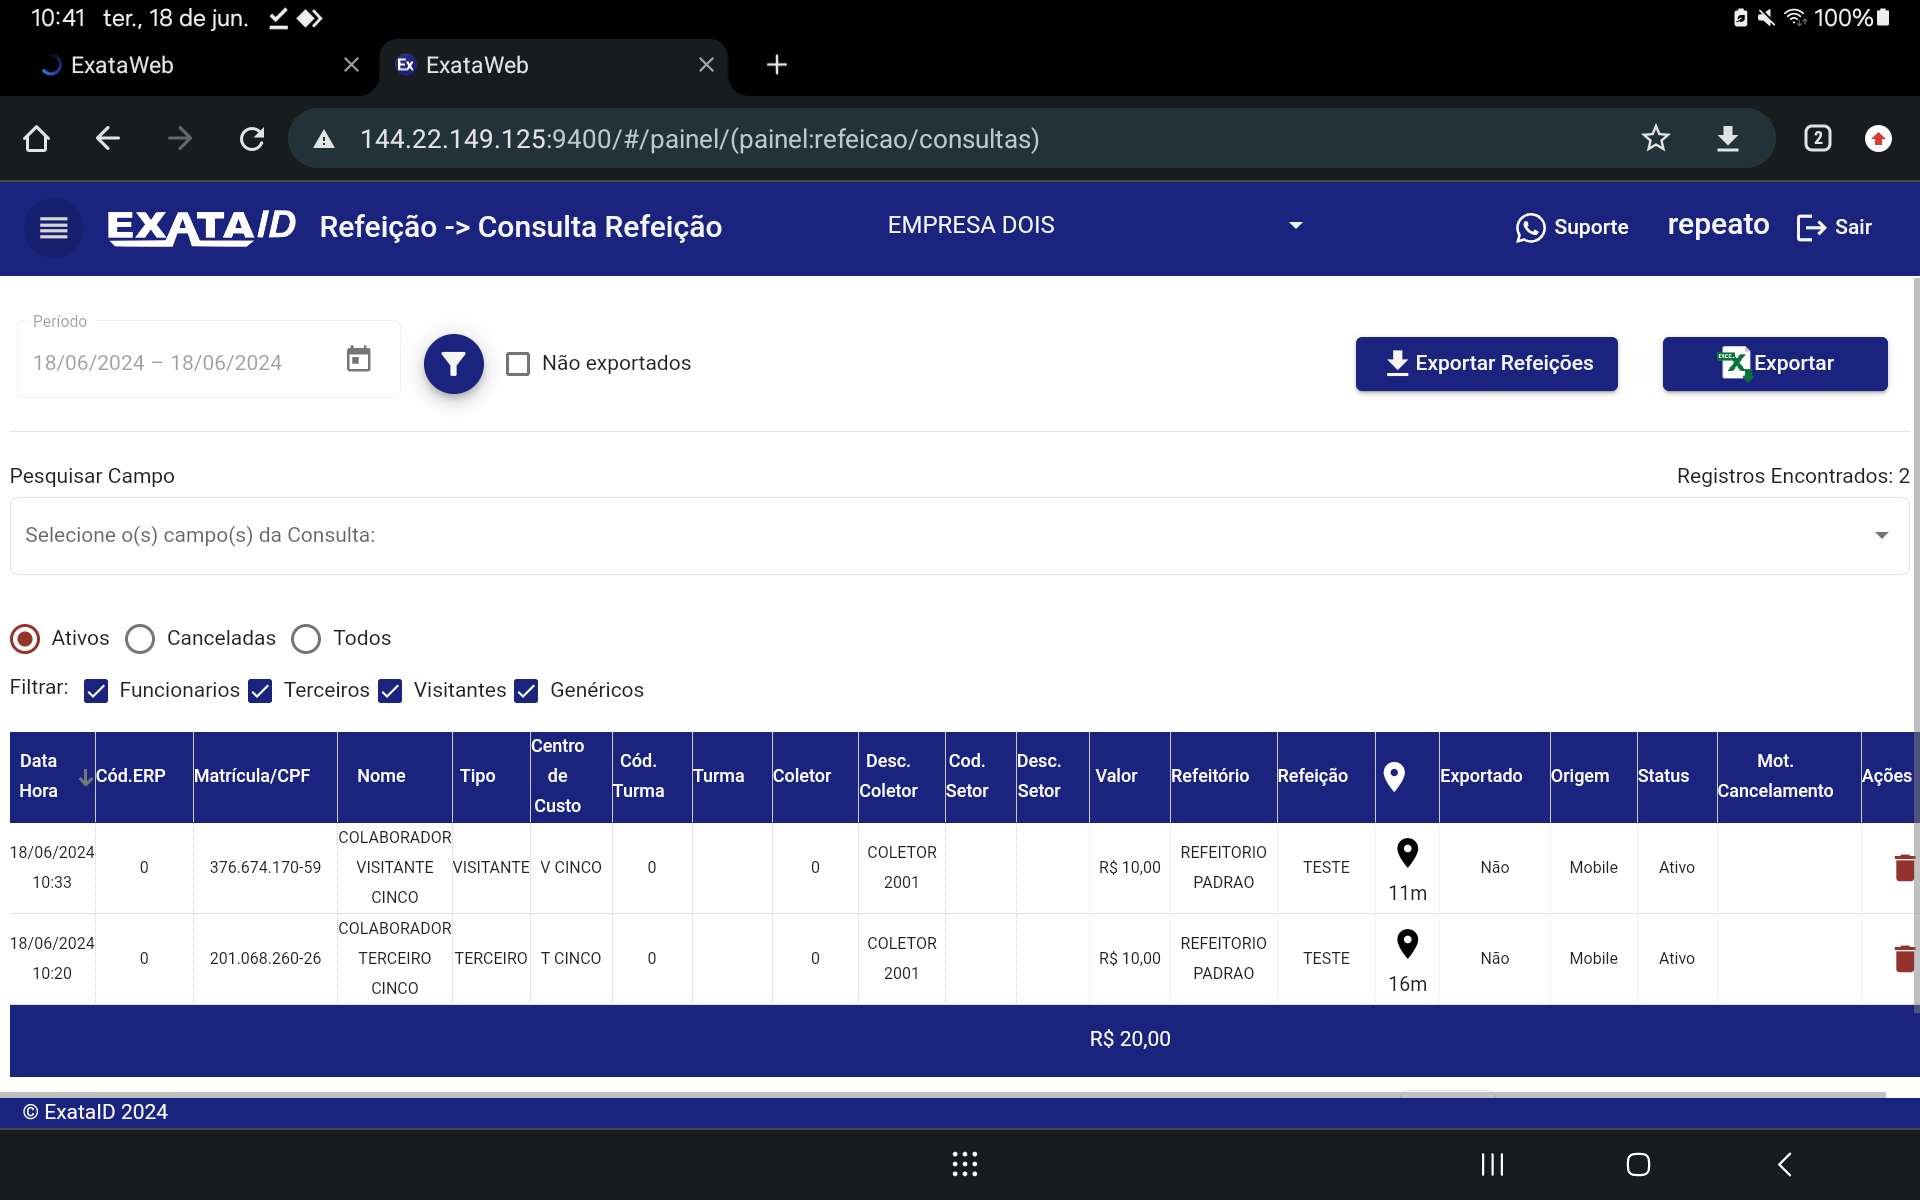 10:41 ter., 18 de jun. 100%
ExataWeb
Ex ExataWeb
144.22.149.125:9400/#/painel/(painel:refeicao/consultas)
2
EXATAID Refeição -> Consulta Refeição EMPRESA DOIS Suporte repeato Sair
Período
18/06/2024 – 18/06/2024
Não exportados
Exportar Refeições
Exportar
Pesquisar Campo
Registros Encontrados: 2
Selecione o(s) campo(s) da Consulta:
Ativos Canceladas Todos
Filtrar: Funcionarios Terceiros Visitantes Genéricos
Data Hora Cód.ERP Matrícula/CPF Nome Tipo Centro de Custo Cód. Turma Turma Coletor Desc. Coletor Cod. Setor Desc. Setor Valor Refeitório Refeição Exportado Origem Status Mot. Cancelamento Ações
18/06/2024 10:33 0 376.674.170-59 COLABORADOR VISITANTE CINCO VISITANTE V CINCO 0 0 COLETOR 2001 R$ 10,00 REFEITORIO PADRAO TESTE 11m Não Mobile Ativo
18/06/2024 10:20 0 201.068.260-26 COLABORADOR TERCEIRO CINCO TERCEIRO T CINCO 0 0 COLETOR 2001 R$ 10,00 REFEITORIO PADRAO TESTE 16m Não Mobile Ativo
R$ 20,00
© ExataID 2024